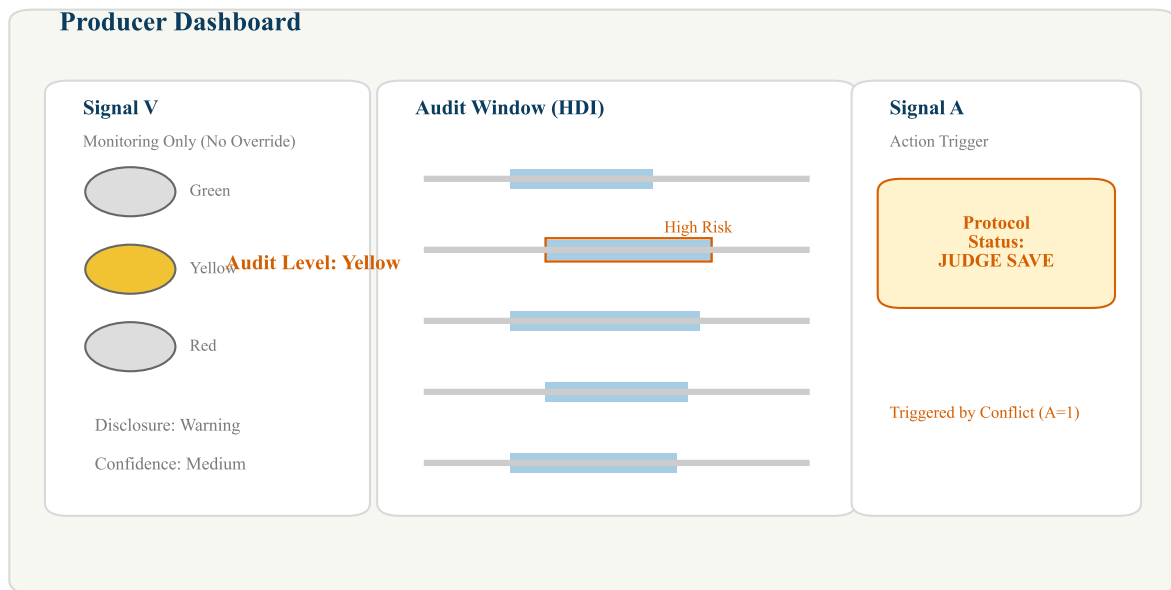 Producer Dashboard
Signal V
Monitoring Only (No Override)
Green
Yellow
Audit Level: Yellow
Red
Disclosure: Warning
Confidence: Medium
Audit Window (HDI)
High Risk
Signal A
Action Trigger
Protocol
Status:
JUDGE SAVE
Triggered by Conflict (A=1)